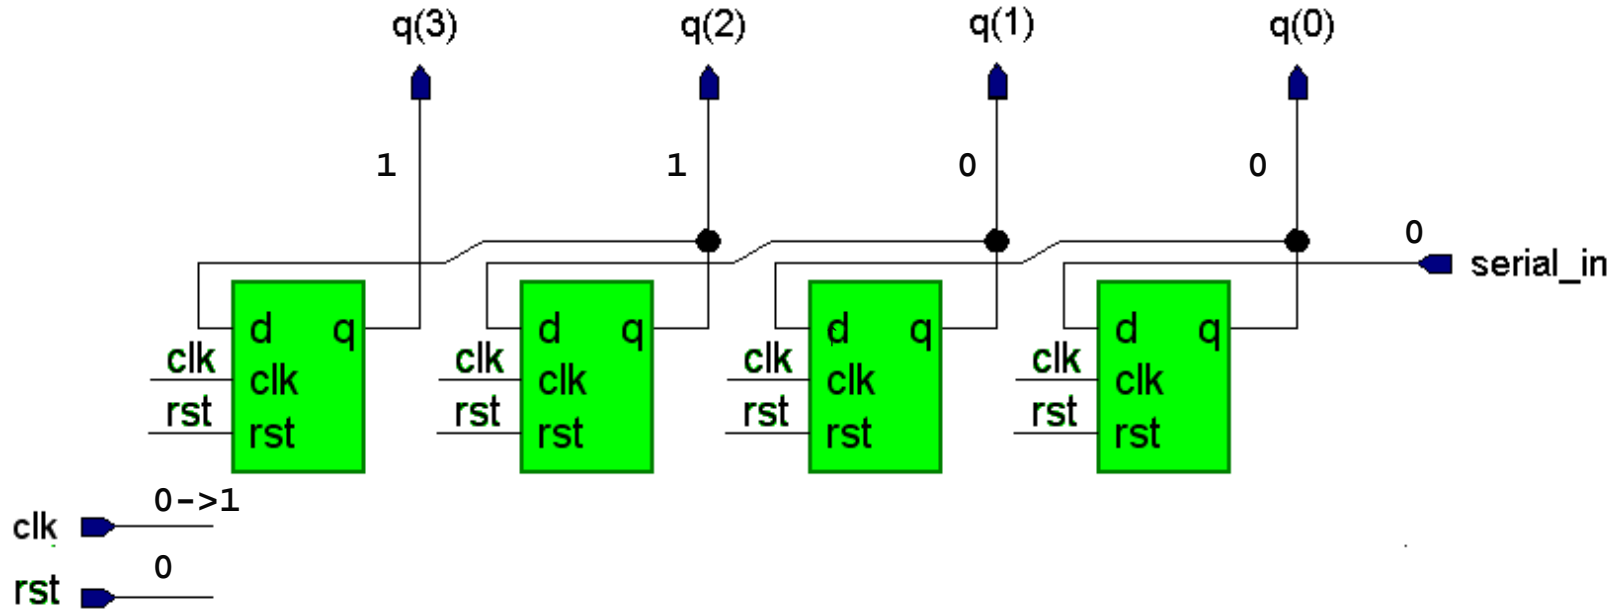 q(3) q(2) q(1) q(0)
1 1 0 0
0
serial_in
d q d q d q d q
clk clk clk clk
clk clk clk clk
rst rst rst rst
rst rst rst rst
0->1
clk
0
rst